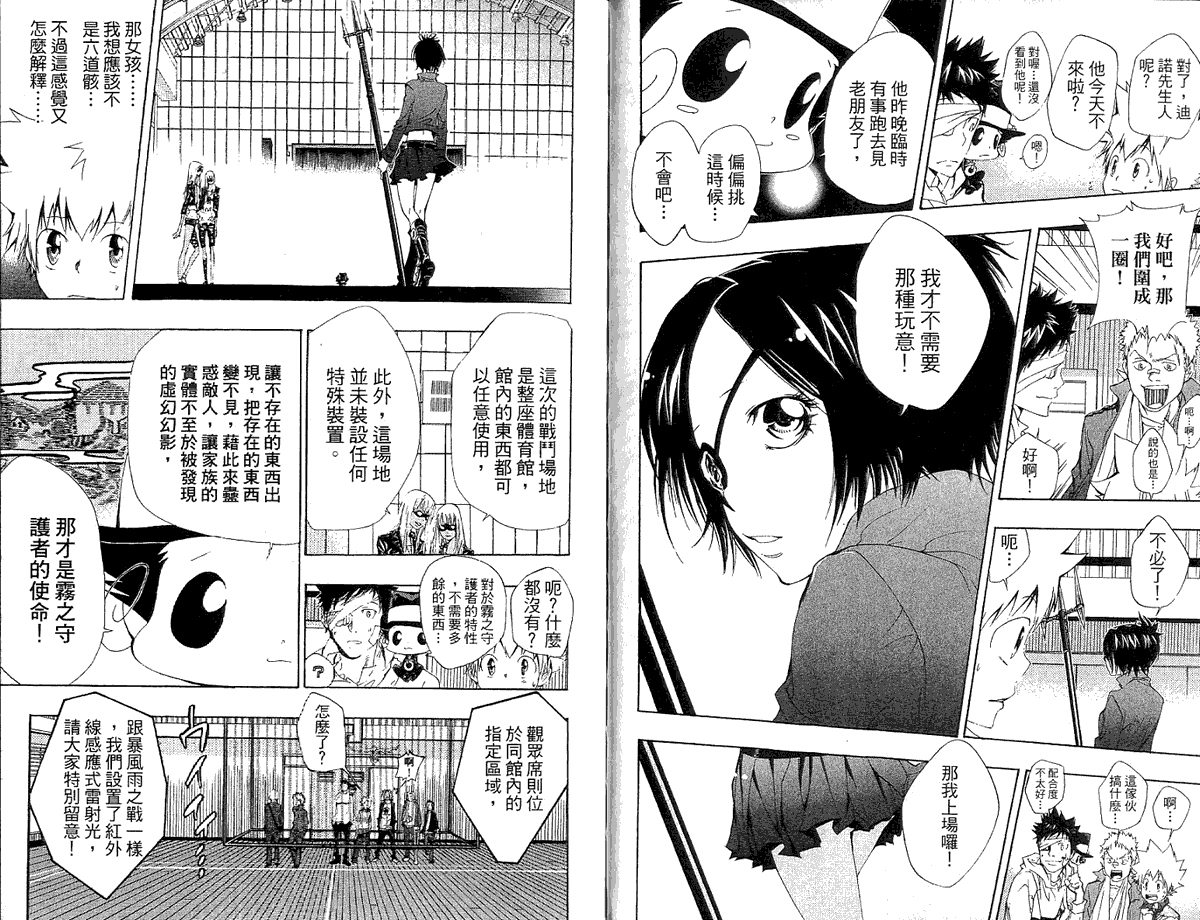 對了，迪
諾先生人
呢？
他今天不
來啦？
對喔…還沒
看到他呢！
嗯！
他昨晚臨時
有事跑去見
老朋友了，
偏偏挑
這時候…
不會吧…
好吧，那
我們圍成
一圈！
呃…啊…
說的也是…
好啊！
我才不需要
那種玩意！
不必了！
呃…
啊…
這傢伙
搞什麼…
配合度
不太好…
那我上場囉！
那女孩……
我想應該不
是六道骸…
不過這感覺又
怎麼解釋……
這次的戰鬥場地
是整座體育館，
館內的東西都可
以任意使用，
此外，這場地
並未裝設任何
特殊裝置。
呃？什麼
都沒有？
對於霧之守
護者的特性
，不需要多
餘的東西…
？
讓不存在的東西出
現，把存在的東西
變不見，藉此來蠱
惑敵人，讓家族的
實體不至於被發現
的虛幻幻影，
那才是霧之守
護者的使命！
觀眾席則位
於同館內的
指定區域，
啊
怎麼了？
ウイイイ…
跟暴風雨之戰一樣
，我們設置了紅外
線感應式雷射光，
請大家特別留意！